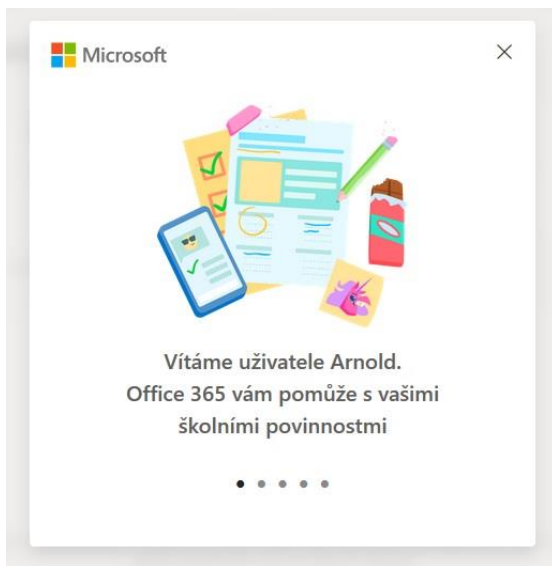 Microsoft
Vítáme uživatele Arnold.
Office 365 vám pomůže s vašimi
školními povinnostmi